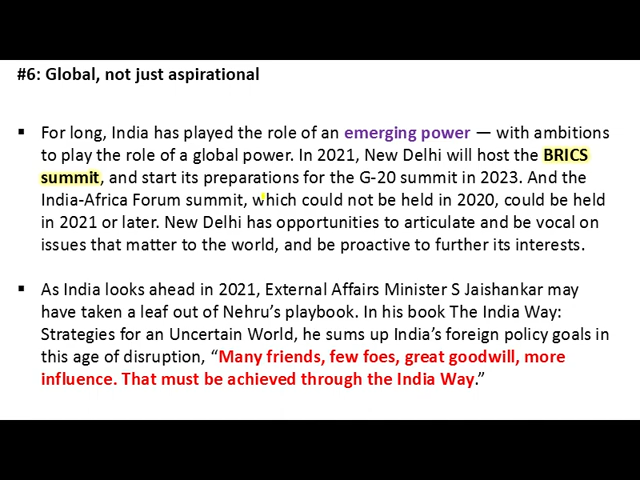 #6: Global, not just aspirational
▪ For long, India has played the role of an emerging power — with ambitions
to play the role of a global power. In 2021, New Delhi will host the BRICS
summit, and start its preparations for the G-20 summit in 2023. And the
India-Africa Forum summit, which could not be held in 2020, could be held
in 2021 or later. New Delhi has opportunities to articulate and be vocal on
issues that matter to the world, and be proactive to further its interests.
▪ As India looks ahead in 2021, External Affairs Minister S Jaishankar may
have taken a leaf out of Nehru’s playbook. In his book The India Way:
Strategies for an Uncertain World, he sums up India’s foreign policy goals in
this age of disruption, “Many friends, few foes, great goodwill, more
influence. That must be achieved through the India Way.”